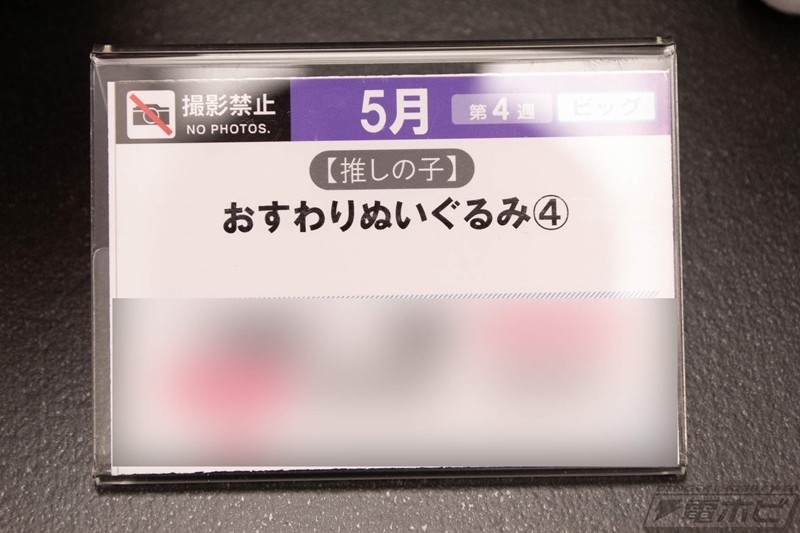 撮影禁止
NO PHOTOS.
5月 第4週 ビッグ
【推しの子】
おすわりぬいぐるみ④
電ホビ